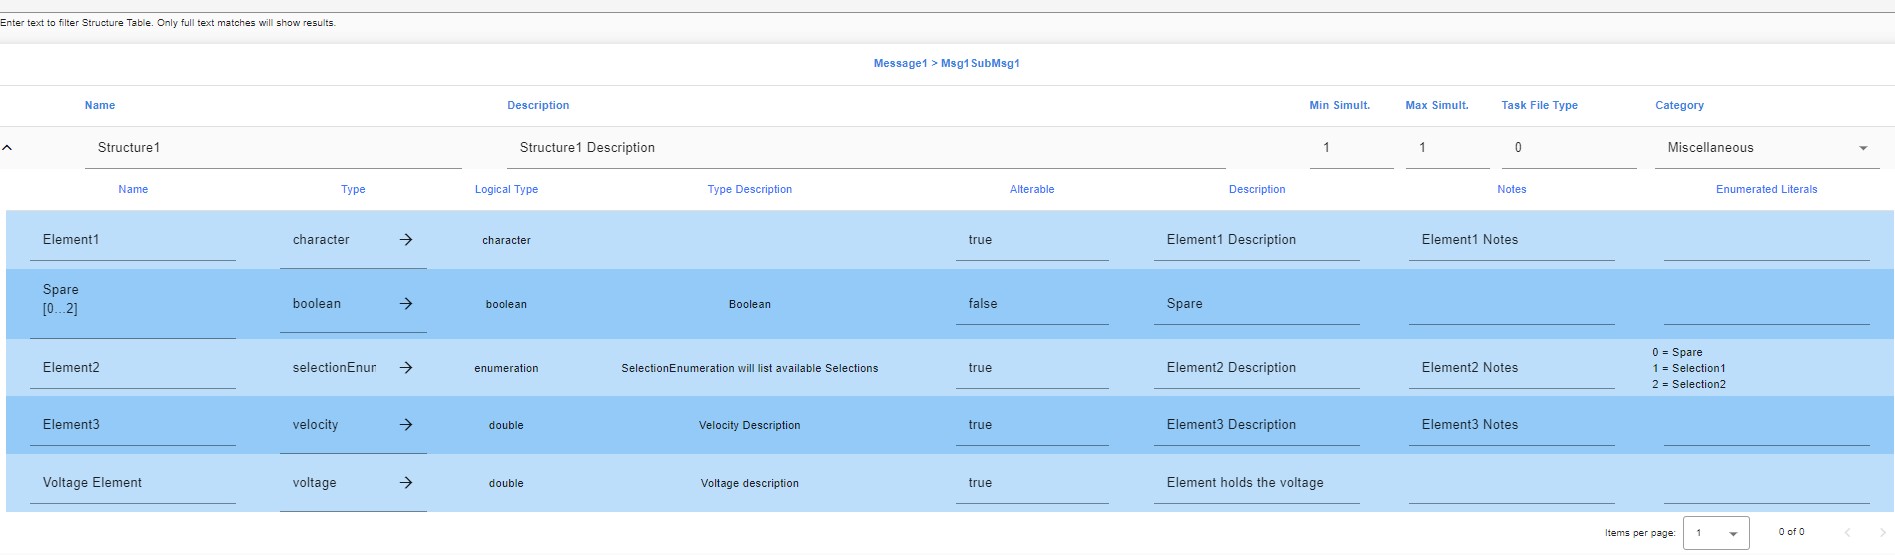 Enter text to filter Structure Table. Only full text matches will show results.
Message1 > Msg1SubMsg1
Name Description Min Simult. Max Simult. Task File Type Category
Structure1 Structure1 Description 1 1 0 Miscellaneous
Name Type Logical Type Type Description Alterable Description Notes Enumerated Literals
Element1 character character true Element1 Description Element1 Notes
Spare
[0...2] boolean boolean Boolean false Spare
Element2 selectionEnur enumeration SelectionEnumeration will list available Selections true Element2 Description Element2 Notes
0 = Spare
1 = Selection1
2 = Selection2
Element3 velocity double Velocity Description true Element3 Description Element3 Notes
Voltage Element voltage double Voltage description true Element holds the voltage
Items per page: 1 0 of 0